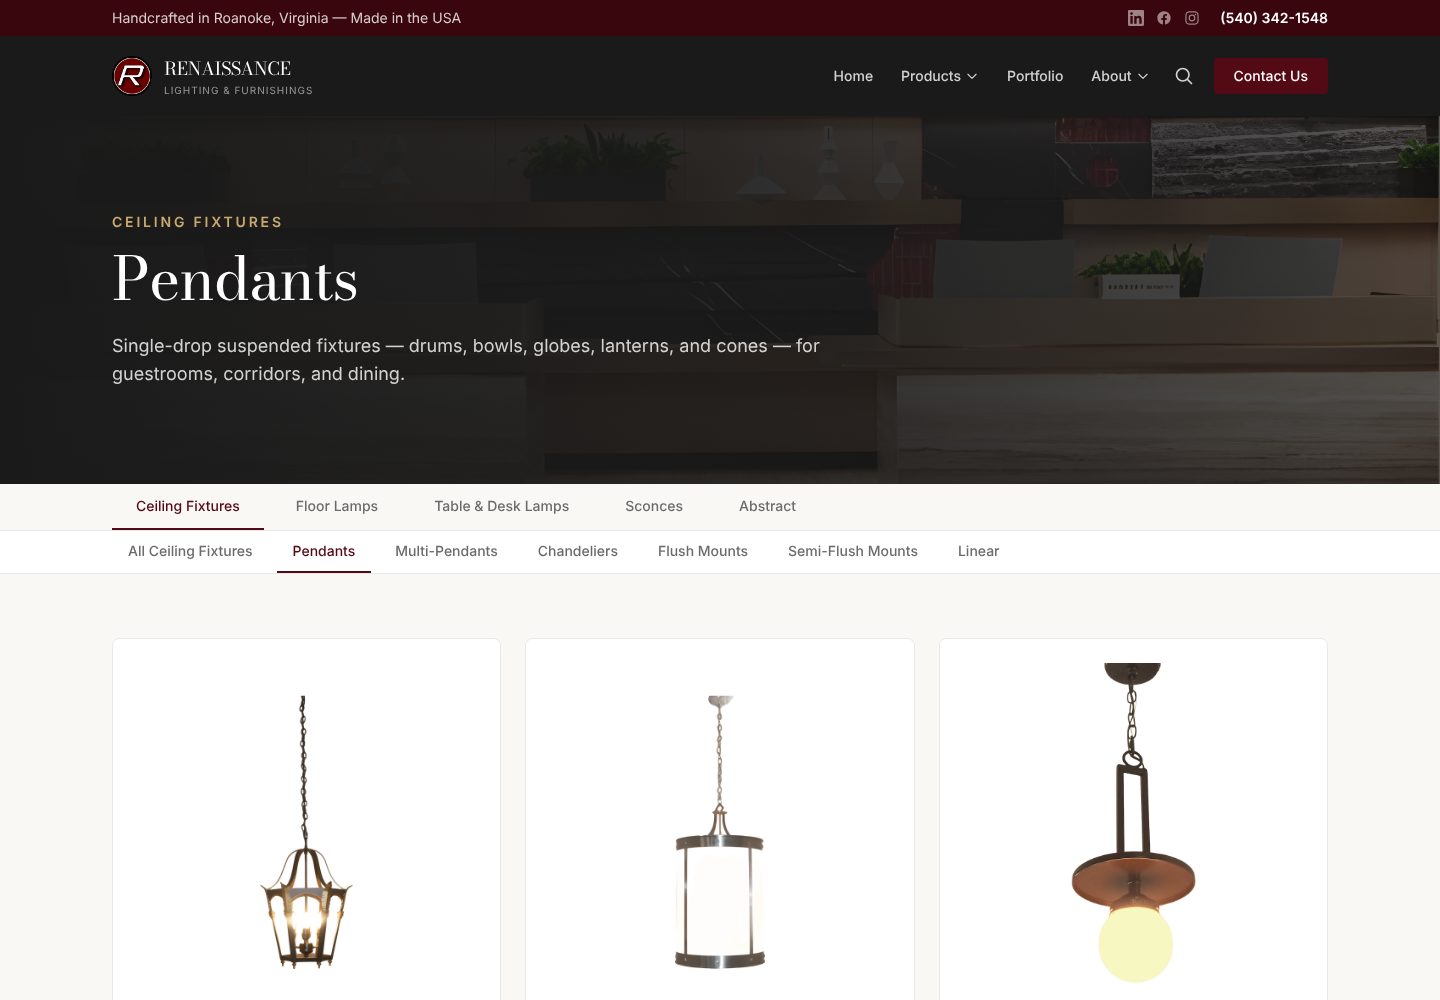 Handcrafted in Roanoke, Virginia — Made in the USA
(540) 342-1548
RENAISSANCE
LIGHTING & FURNISHINGS
Home
Products
Portfolio
About
Contact Us
CEILING FIXTURES
Pendants
Single-drop suspended fixtures — drums, bowls, globes, lanterns, and cones — for
guestrooms, corridors, and dining.
Ceiling Fixtures
Floor Lamps
Table & Desk Lamps
Sconces
Abstract
All Ceiling Fixtures
Pendants
Multi-Pendants
Chandeliers
Flush Mounts
Semi-Flush Mounts
Linear